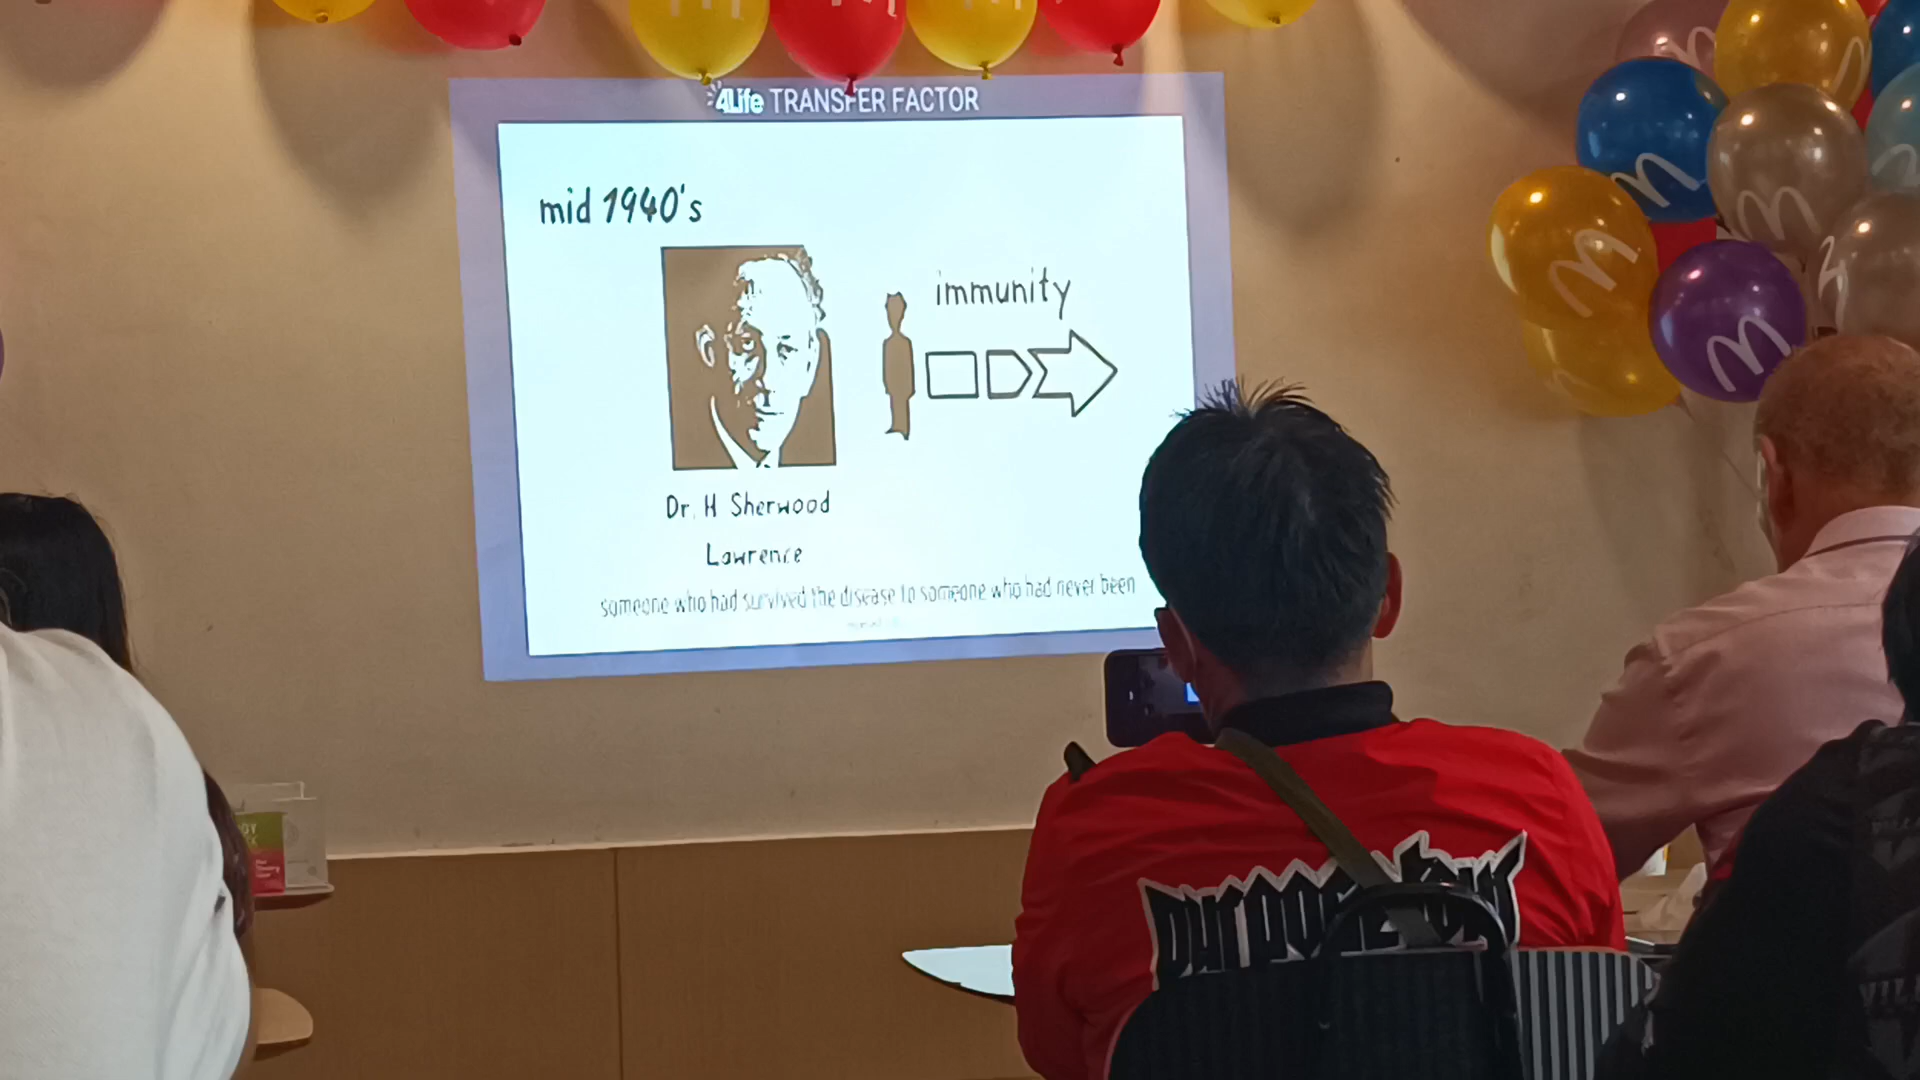 4Life TRANSFER FACTOR
mid 1940's
immunity
Dr. H Sherwood
Lawrence
someone who had survived the disease to someone who had never been